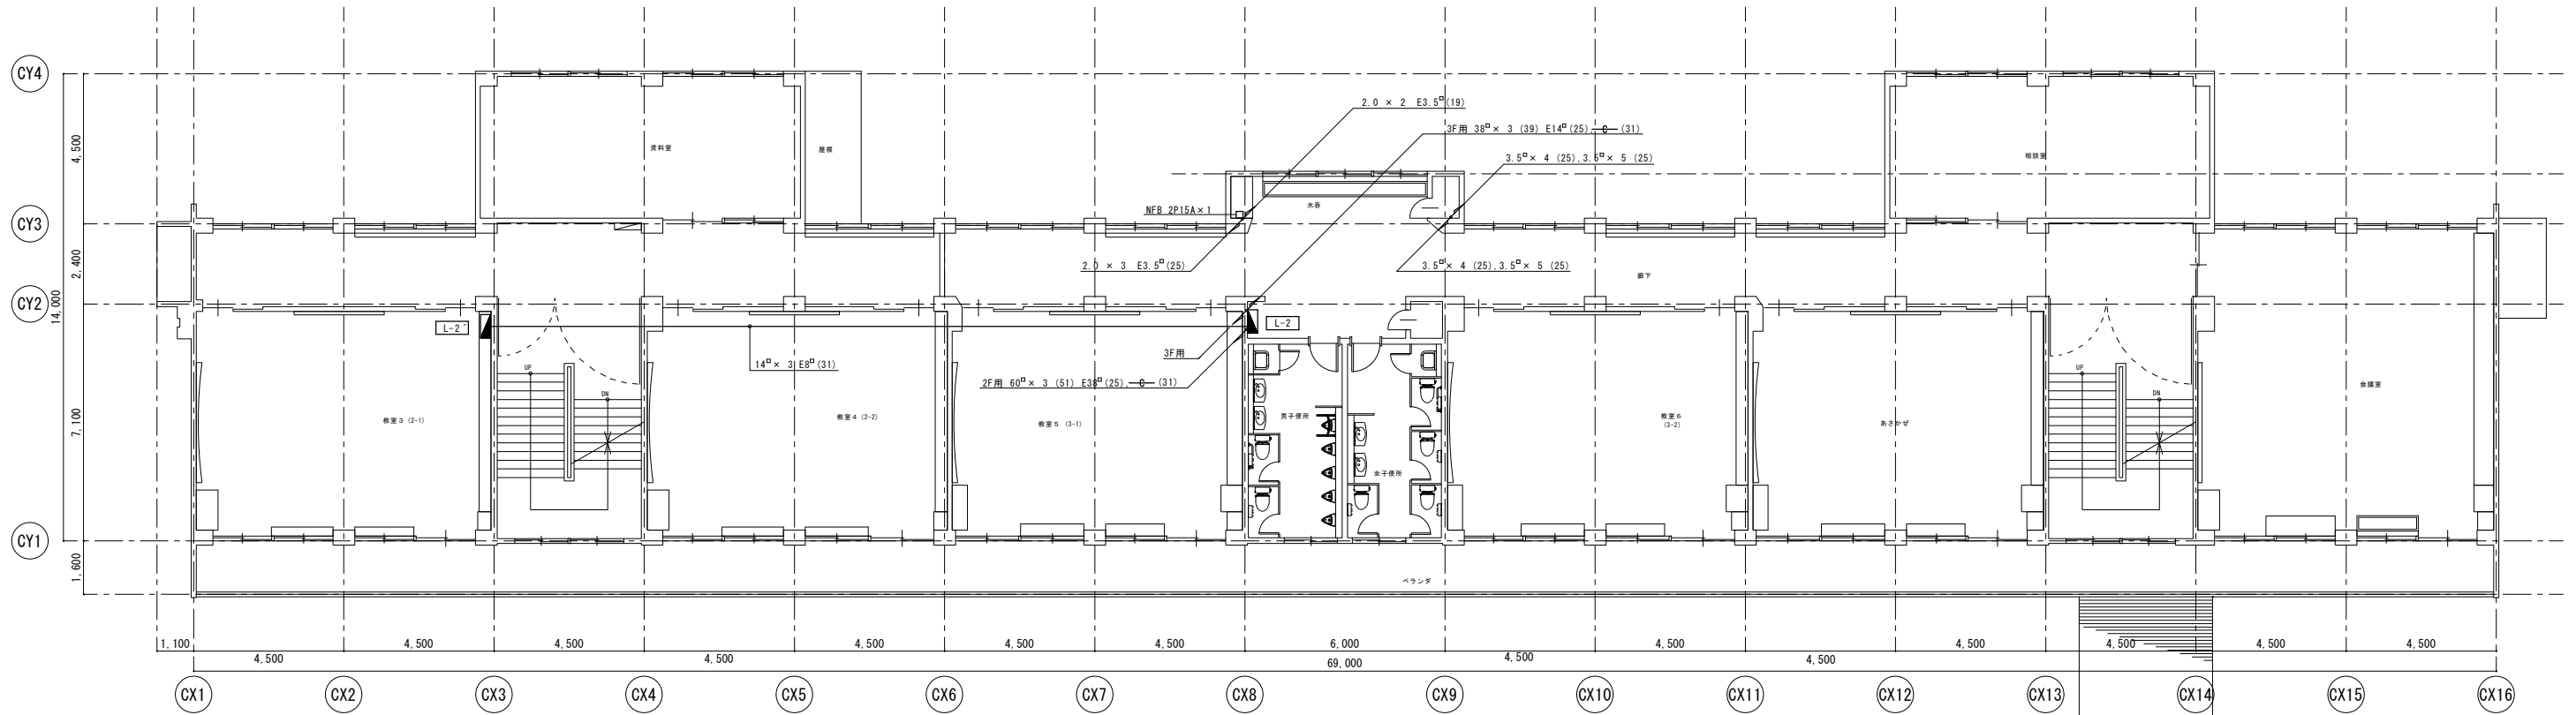 CY4
2.0 × 2 E3.5□(19)
3F用 38□× 3 (39) E14□(25),─C─(31)
4,500
資料室
屋根
3.5□× 4 (25),3.5□× 5 (25)
相談室
水呑
NFB 2P15A×1
CY3
2,400
2.0 × 3 E3.5□(25)
3.5□× 4 (25),3.5□× 5 (25)
廊下
CY2
14,000
L-2´
L-2
3F用
14□× 3 E8□(31)
UP
UP
2F用 60□× 3 (51) E38□(25),─C─(31)
会議室
DN
DN
7,100
教室3 (2-1)
教室4 (2-2)
教室5 (3-1)
男子便所
教室6
(3-2)
あさかぜ
女子便所
CY1
1,600
ベランダ
1,100
4,500
4,500
4,500
4,500
4,500
6,000
4,500
4,500
4,500
4,500
4,500
4,500
4,500
69,000
4,500
4,500
CX1
CX2
CX3
CX4
CX5
CX6
CX7
CX8
CX9
CX10
CX11
CX12
CX13
CX14
CX15
CX16